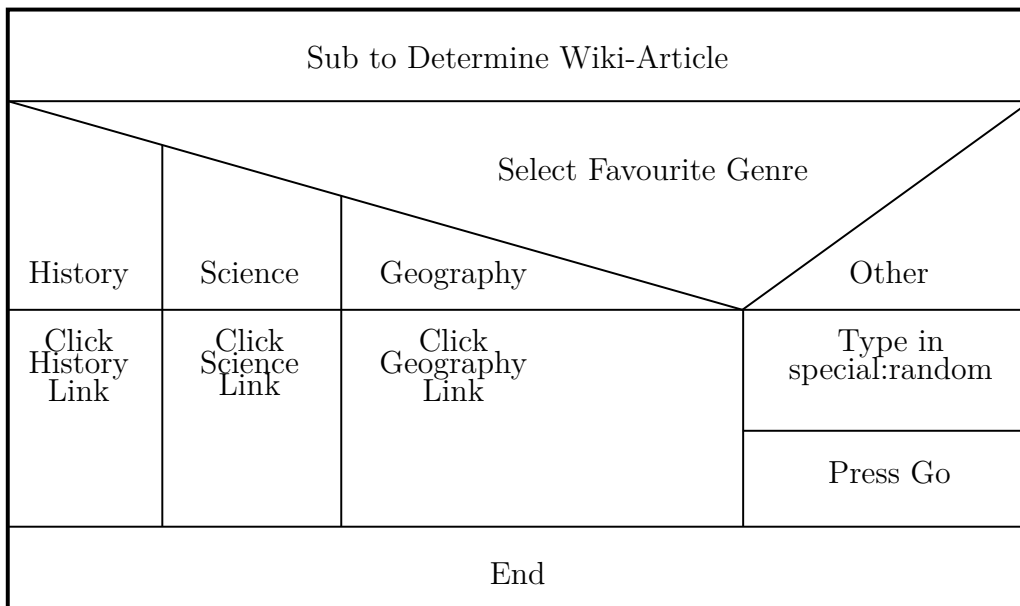 Sub to Determine Wiki-Article
Select Favourite Genre
History
Science
Geography
Other
Click
History
Link
Click
Science
Link
Click
Geography
Link
Type in
special:random
Press Go
End